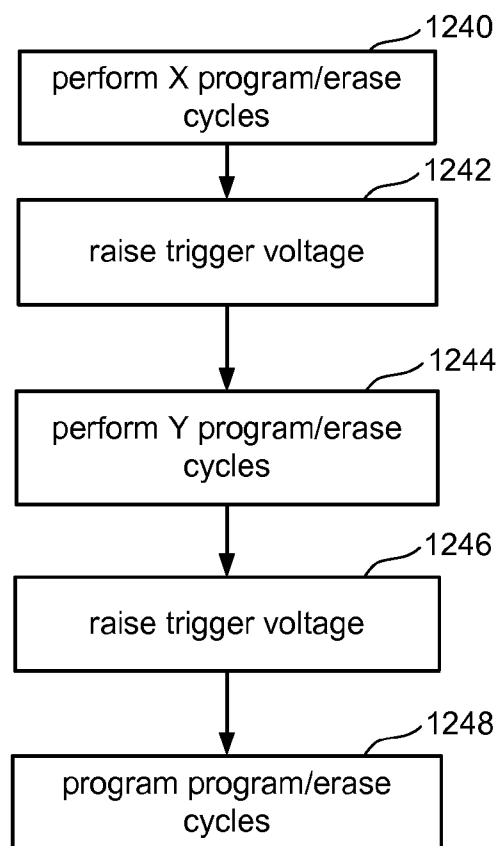 1240
perform X program/erase
cycles
1242
raise trigger voltage
1244
perform Y program/erase
cycles
1246
raise trigger voltage
1248
program program/erase
cycles